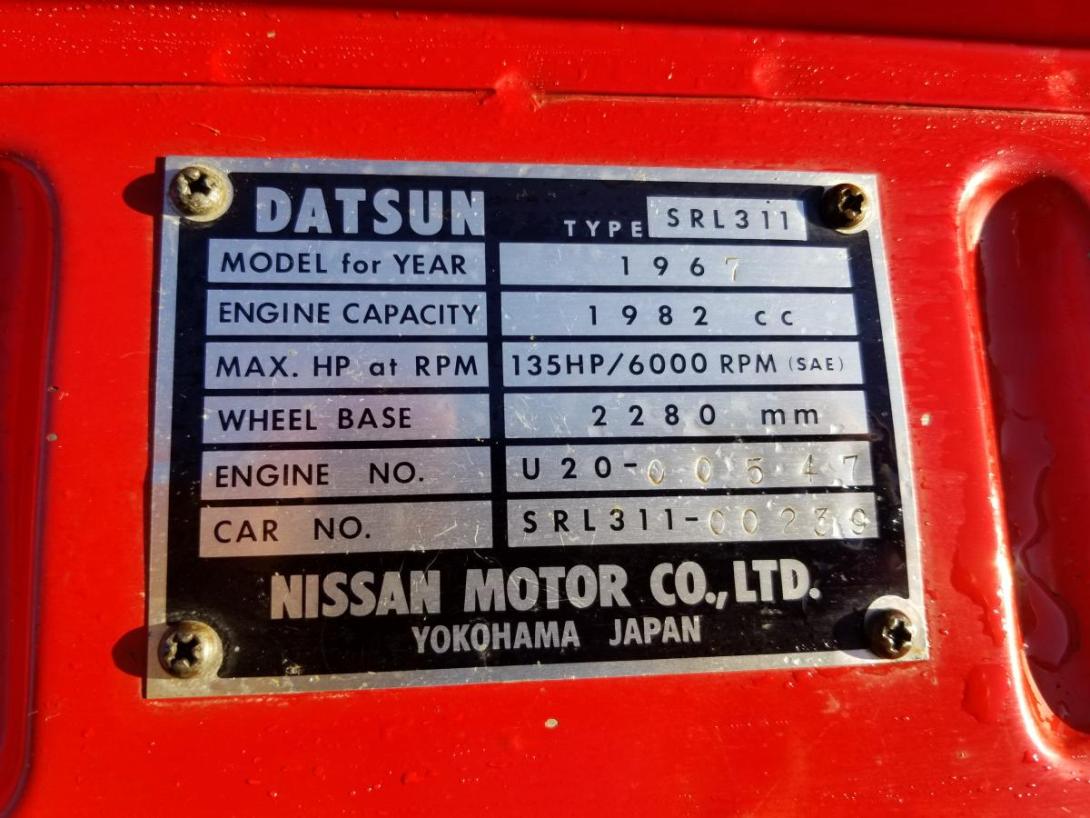 DATSUN TYPE SRL311
MODEL for YEAR 1967
ENGINE CAPACITY 1982 cc
MAX. HP at RPM 135HP/6000 RPM (SAE)
WHEEL BASE 2280 mm
ENGINE NO. U20-00547
CAR NO. SRL311-00239
NISSAN MOTOR CO., LTD.
YOKOHAMA JAPAN